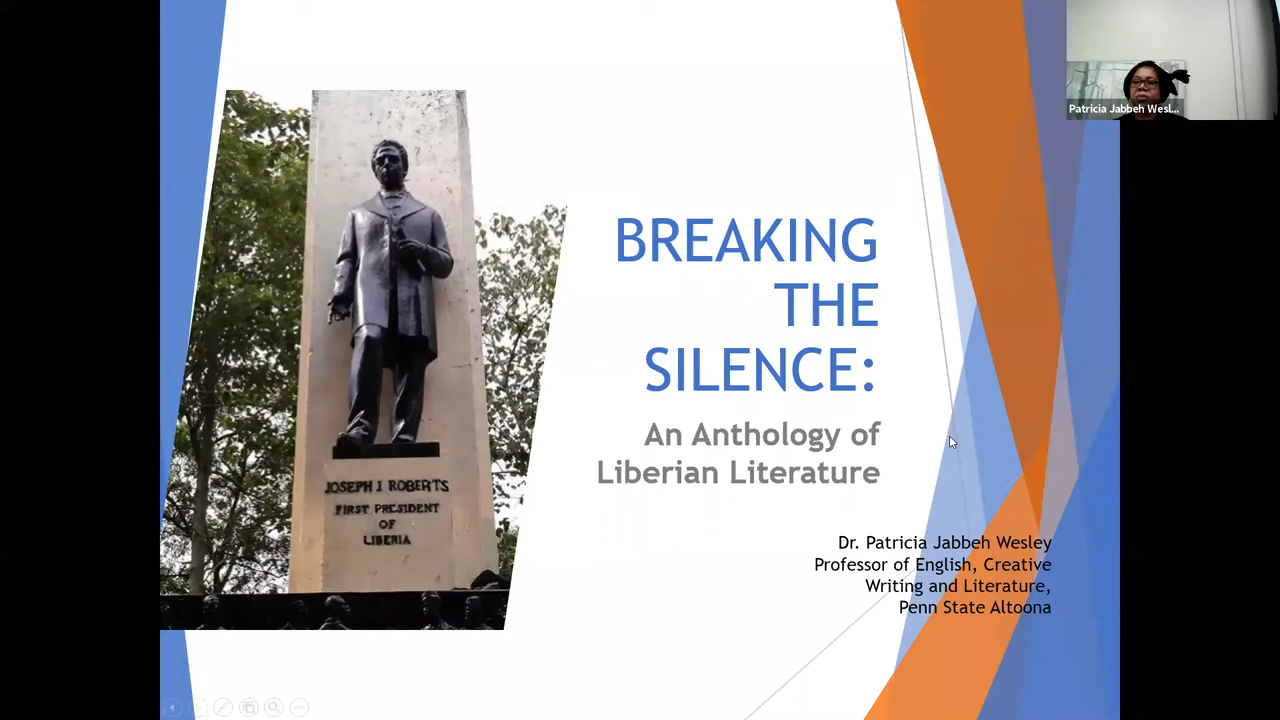 Patricia Jabbeh Wesl...
BREAKING
THE
SILENCE:
An Anthology of
Liberian Literature
JOSEPH J ROBERTS
FIRST PRESIDENT
OF
LIBERIA
Dr. Patricia Jabbeh Wesley
Professor of English, Creative
Writing and Literature,
Penn State Altoona